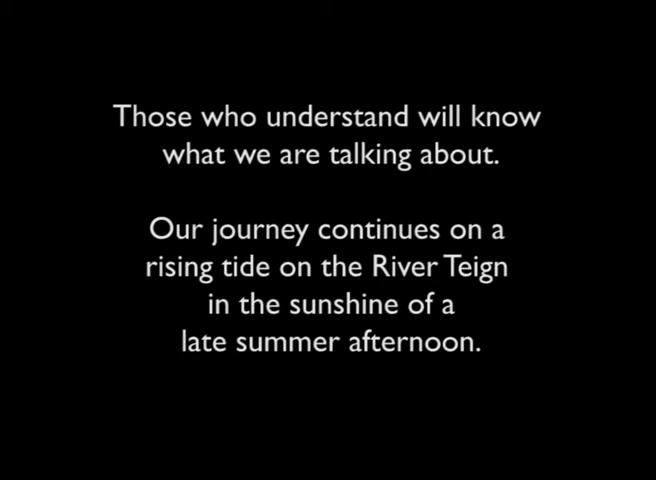 Those who understand will know
what we are talking about.
Our journey continues on a
rising tide on the River Teign
in the sunshine of a
late summer afternoon.